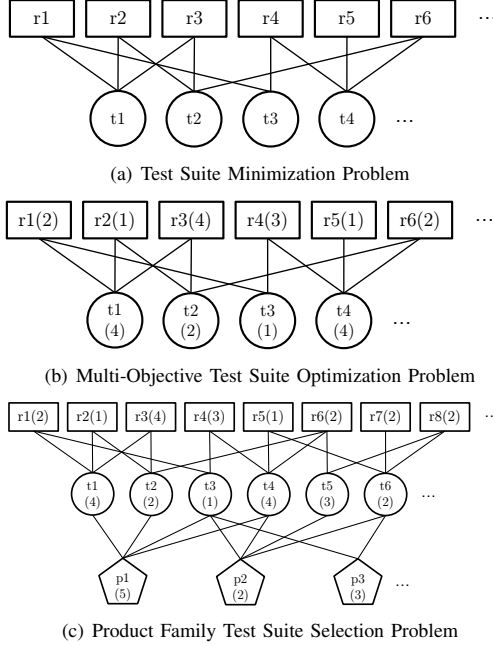 r1 r2 r3 r4 r5 r6 ...
t1 t2 t3 t4 ...
(a) Test Suite Minimization Problem
r1(2) r2(1) r3(4) r4(3) r5(1) r6(2) ...
t1 t2 t3 t4
(4) (2) (1) (4) ...
(b) Multi-Objective Test Suite Optimization Problem
r1(2) r2(1) r3(4) r4(3) r5(1) r6(2) r7(2) r8(2) ...
t1 t2 t3 t4 t5 t6
(4) (2) (1) (4) (3) (2) ...
p1 p2 p3
(5) (2) (3) ...
(c) Product Family Test Suite Selection Problem